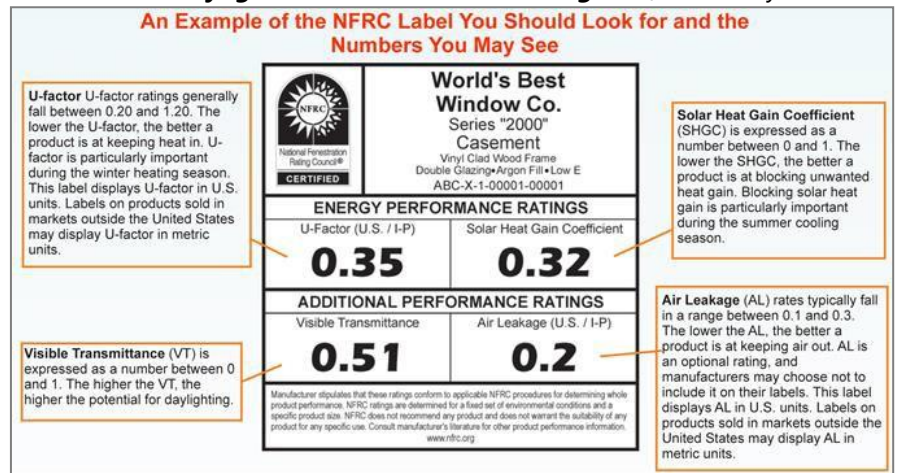 An Example of the NFRC Label You Should Look for and the
Numbers You May See
U-factor U-factor ratings generally
fall between 0.20 and 1.20. The
lower the U-factor, the better a
product is at keeping heat in. U-
factor is particularly important
during the winter heating season.
This label displays U-factor in U.S.
units. Labels on products sold in
markets outside the United States
may display U-factor in metric
units.
Visible Transmittance (VT) is
expressed as a number between 0
and 1. The higher the VT, the
higher the potential for daylighting.
NFRC
National Fenestration
Rating Council®
CERTIFIED
World's Best
Window Co.
Series "2000"
Casement
Vinyl Clad Wood Frame
Double Glazing•Argon Fill•Low E
ABC-X-1-00001-00001
ENERGY PERFORMANCE RATINGS
U-Factor (U.S. / I-P)
0.35
Solar Heat Gain Coefficient
0.32
ADDITIONAL PERFORMANCE RATINGS
Visible Transmittance
0.51
Air Leakage (U.S. / I-P)
0.2
Manufacturer stipulates that these ratings conform to applicable NFRC procedures for determining whole
product performance. NFRC ratings are determined for a fixed set of environmental conditions and a
specific product size. NFRC does not recommend any product and does not warrant the suitability of any
product for any specific use. Consult manufacturer's literature for other product performance information.
www.nfrc.org
Solar Heat Gain Coefficient
(SHGC) is expressed as a
number between 0 and 1. The
lower the SHGC, the better a
product is at blocking unwanted
heat gain. Blocking solar heat
gain is particularly important
during the summer cooling
season.
Air Leakage (AL) rates typically fall
in a range between 0.1 and 0.3.
The lower the AL, the better a
product is at keeping air out. AL is
an optional rating, and
manufacturers may choose not to
include it on their labels. This label
displays AL in U.S. units. Labels on
products sold in markets outside the
United States may display AL in
metric units.